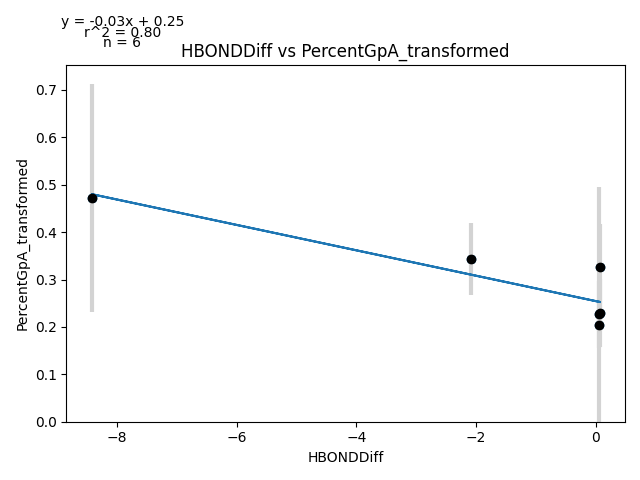 y = -0.03x + 0.25
r^2 = 0.80
n = 6
HBONDDiff vs PercentGpA_transformed
0.7
0.6
0.5
0.4
0.3
0.2
0.1
0.0
PercentGpA_transformed
−8
−6
−4
−2
0
HBONDDiff